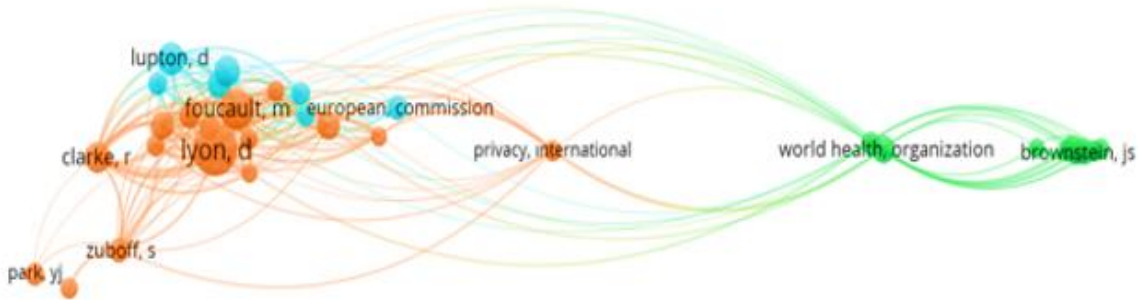 lupton, d
foucault, m
european, commission
clarke, r
lyon, d
privacy, international
world health, organization
brownstein, js
zuboff, s
park, yj